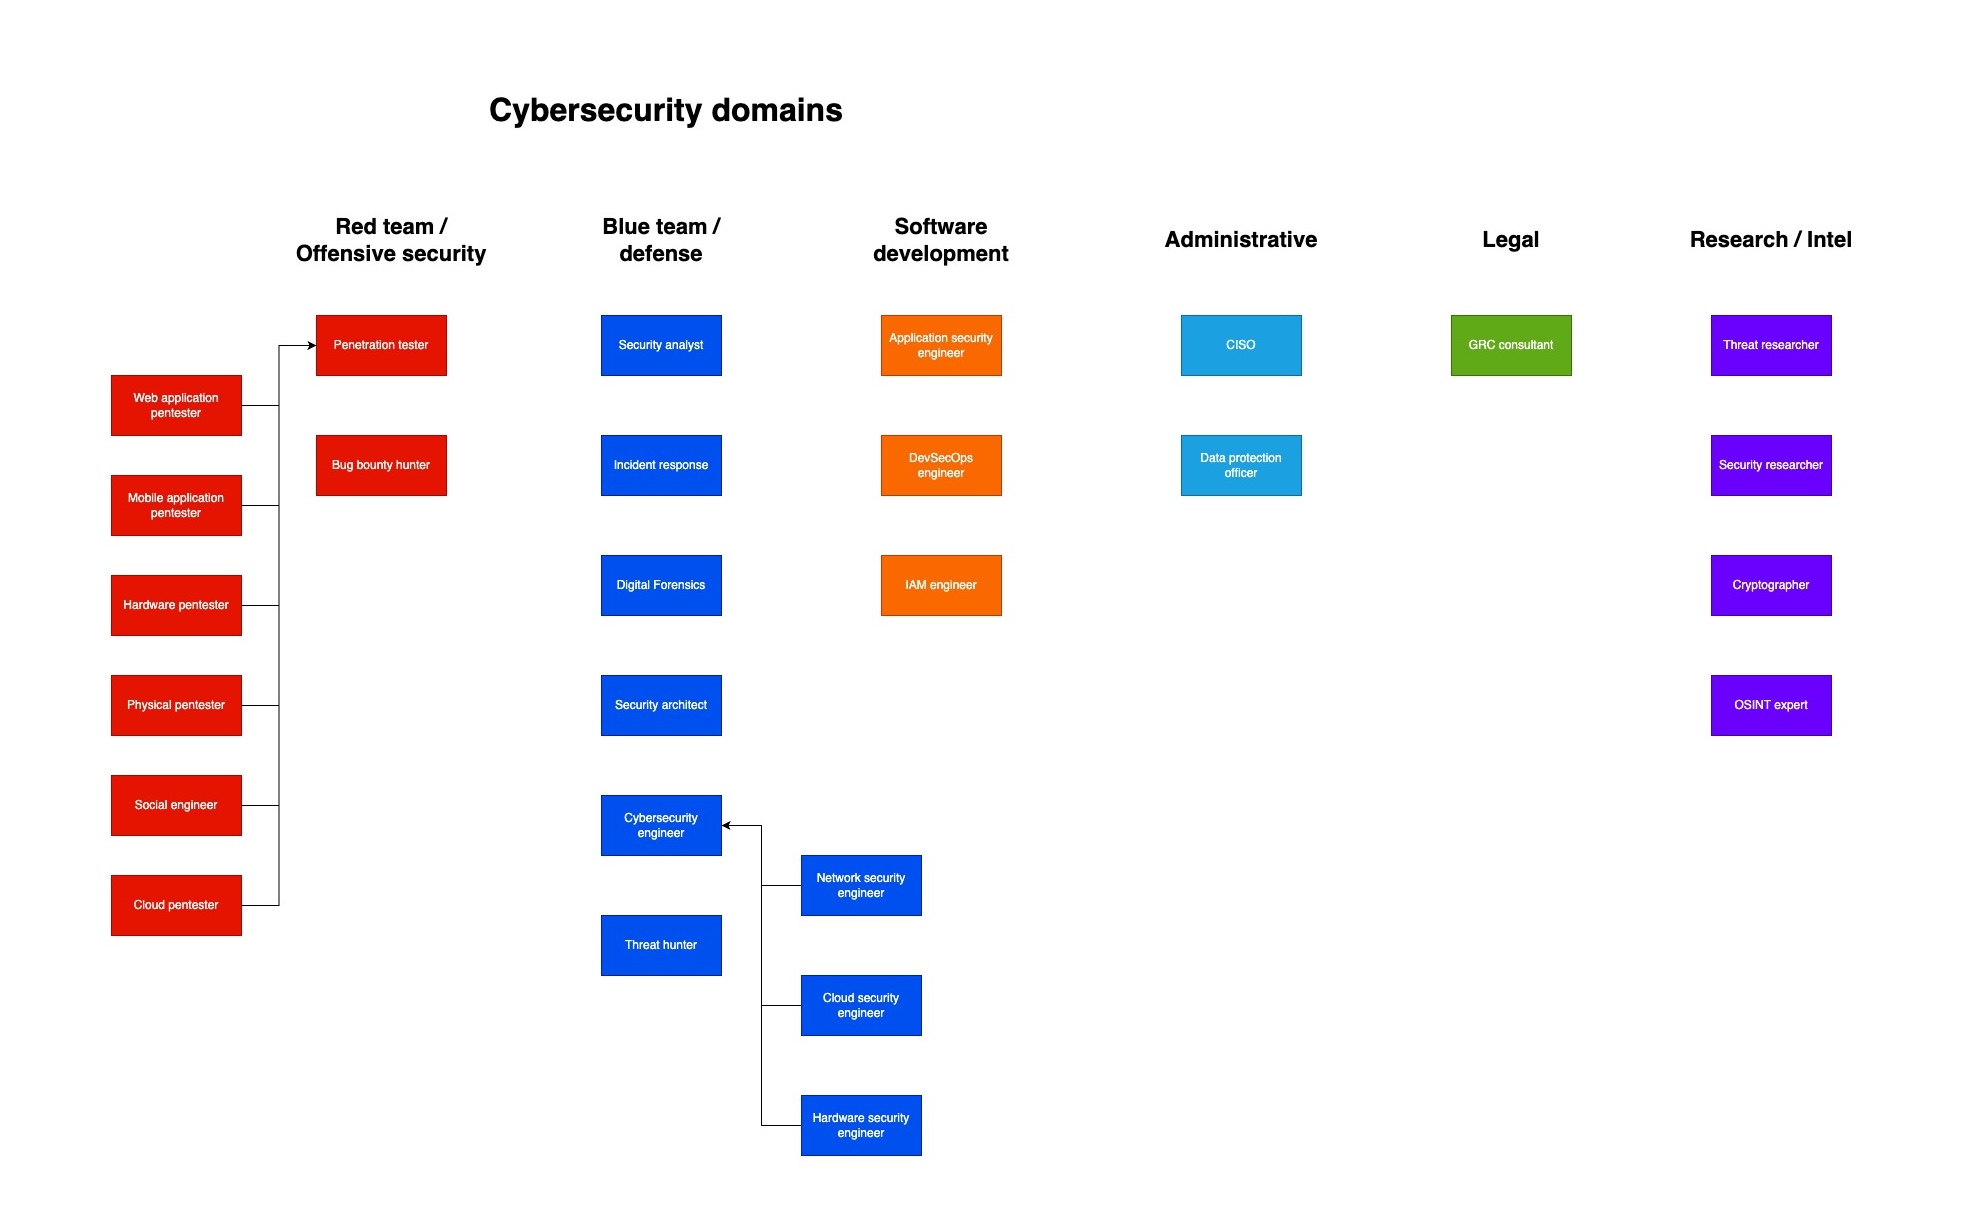 Cybersecurity domains
Red team /
Offensive security
Blue team /
defense
Software
development
Administrative
Legal
Research / Intel
Penetration tester
Bug bounty hunter
Web application
pentester
Mobile application
pentester
Hardware pentester
Physical pentester
Social engineer
Cloud pentester
Security analyst
Incident response
Digital Forensics
Security architect
Cybersecurity
engineer
Threat hunter
Network security
engineer
Cloud security
engineer
Hardware security
engineer
Application security
engineer
DevSecOps
engineer
IAM engineer
CISO
Data protection
officer
GRC consultant
Threat researcher
Security researcher
Cryptographer
OSINT expert